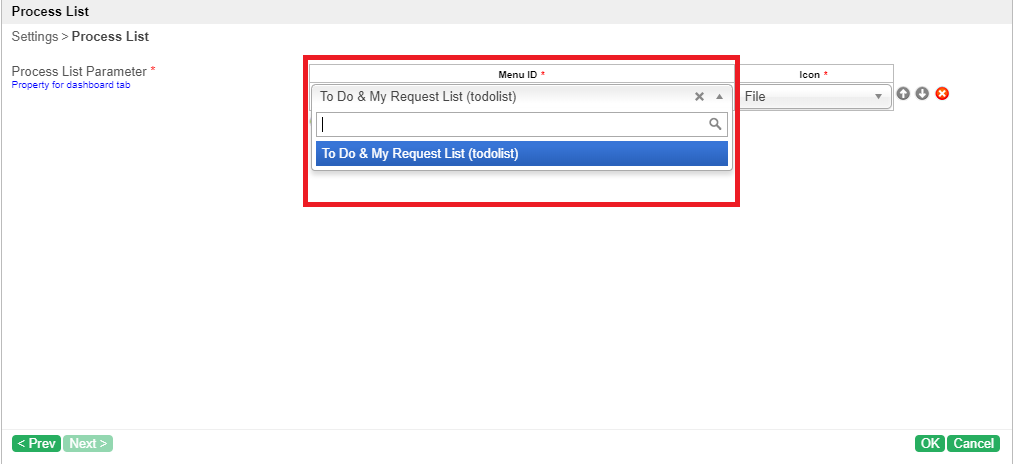 Process List
Settings > Process List
Process List Parameter *
Property for dashboard tab
Menu ID *
Icon *
To Do & My Request List (todolist)
File
To Do & My Request List (todolist)
< Prev
Next >
OK
Cancel